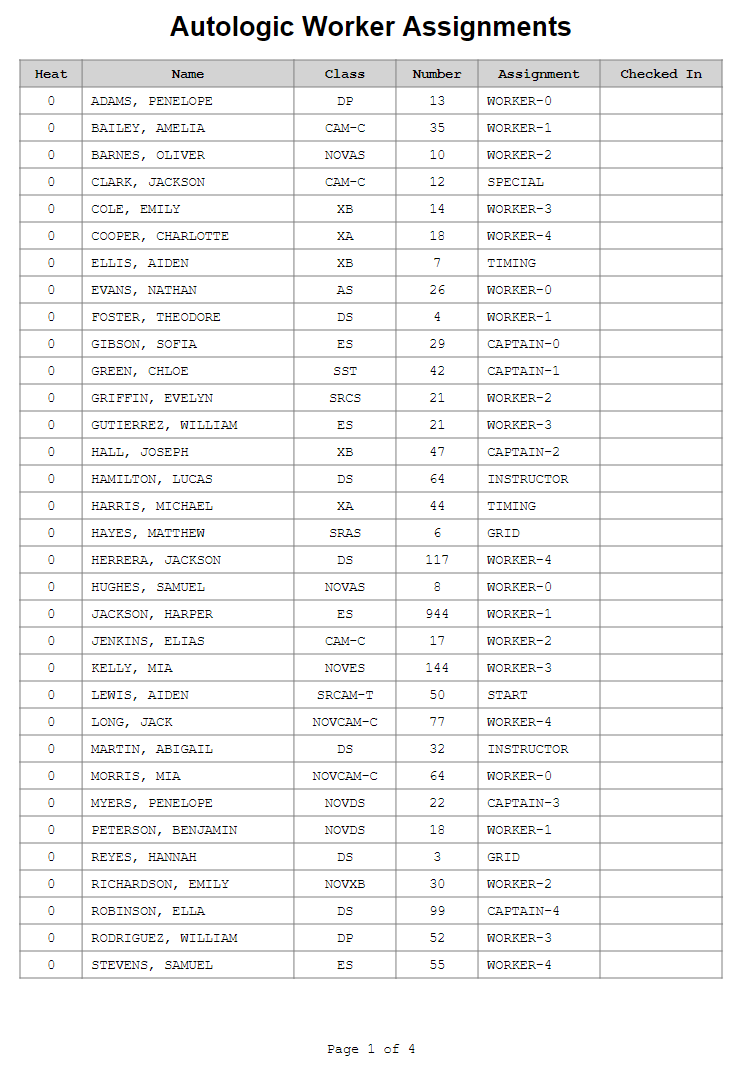 Autologic Worker Assignments
Heat Name Class Number Assignment Checked In
0 ADAMS, PENELOPE DP 13 WORKER-0
0 BAILEY, AMELIA CAM-C 35 WORKER-1
0 BARNES, OLIVER NOVAS 10 WORKER-2
0 CLARK, JACKSON CAM-C 12 SPECIAL
0 COLE, EMILY XB 14 WORKER-3
0 COOPER, CHARLOTTE XA 18 WORKER-4
0 ELLIS, AIDEN XB 7 TIMING
0 EVANS, NATHAN AS 26 WORKER-0
0 FOSTER, THEODORE DS 4 WORKER-1
0 GIBSON, SOFIA ES 29 CAPTAIN-0
0 GREEN, CHLOE SST 42 CAPTAIN-1
0 GRIFFIN, EVELYN SRCS 21 WORKER-2
0 GUTIERREZ, WILLIAM ES 21 WORKER-3
0 HALL, JOSEPH XB 47 CAPTAIN-2
0 HAMILTON, LUCAS DS 64 INSTRUCTOR
0 HARRIS, MICHAEL XA 44 TIMING
0 HAYES, MATTHEW SRAS 6 GRID
0 HERRERA, JACKSON DS 117 WORKER-4
0 HUGHES, SAMUEL NOVAS 8 WORKER-0
0 JACKSON, HARPER ES 944 WORKER-1
0 JENKINS, ELIAS CAM-C 17 WORKER-2
0 KELLY, MIA NOVES 144 WORKER-3
0 LEWIS, AIDEN SRCAM-T 50 START
0 LONG, JACK NOVCAM-C 77 WORKER-4
0 MARTIN, ABIGAIL DS 32 INSTRUCTOR
0 MORRIS, MIA NOVCAM-C 64 WORKER-0
0 MYERS, PENELOPE NOVDS 22 CAPTAIN-3
0 PETERSON, BENJAMIN NOVDS 18 WORKER-1
0 REYES, HANNAH DS 3 GRID
0 RICHARDSON, EMILY NOVXB 30 WORKER-2
0 ROBINSON, ELLA DS 99 CAPTAIN-4
0 RODRIGUEZ, WILLIAM DP 52 WORKER-3
0 STEVENS, SAMUEL ES 55 WORKER-4
Page 1 of 4